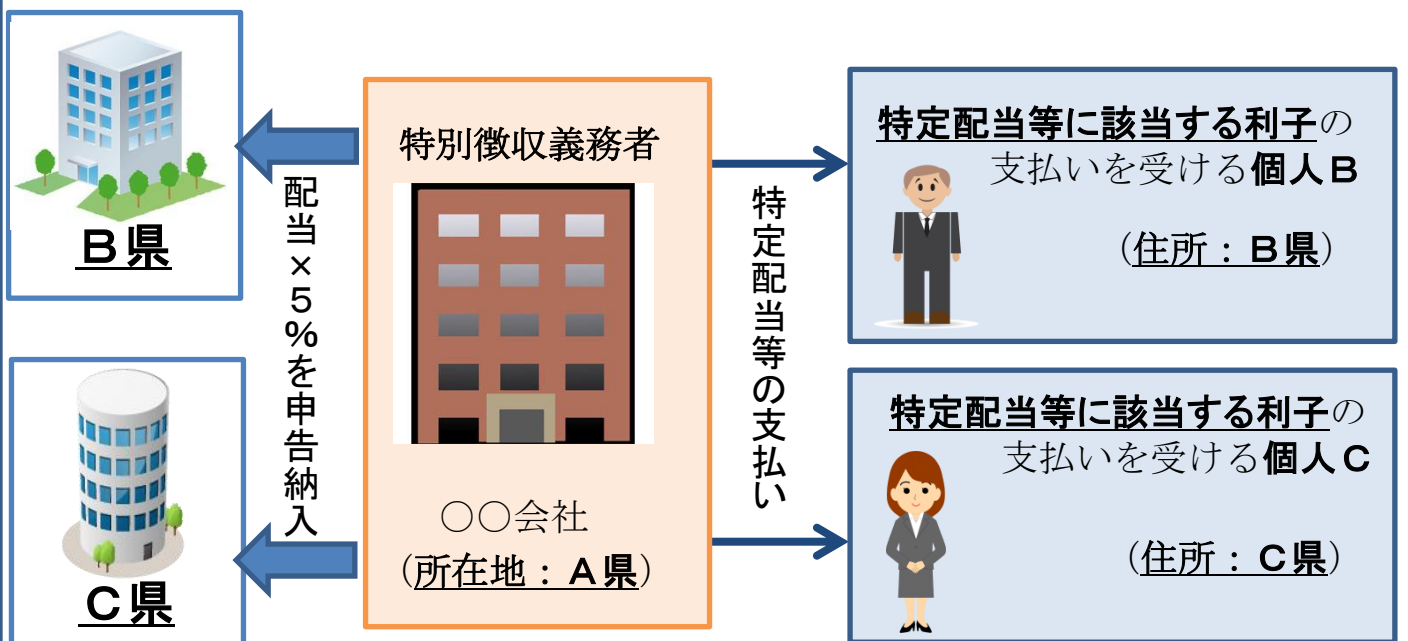 B県
C県
配当×5%を申告納入
特別徴収義務者
○○会社
(所在地:A県)
特定配当等の支払い
特定配当等に該当する利子の
支払いを受ける個人B
(住所:B県)
特定配当等に該当する利子の
支払いを受ける個人C
(住所:C県)